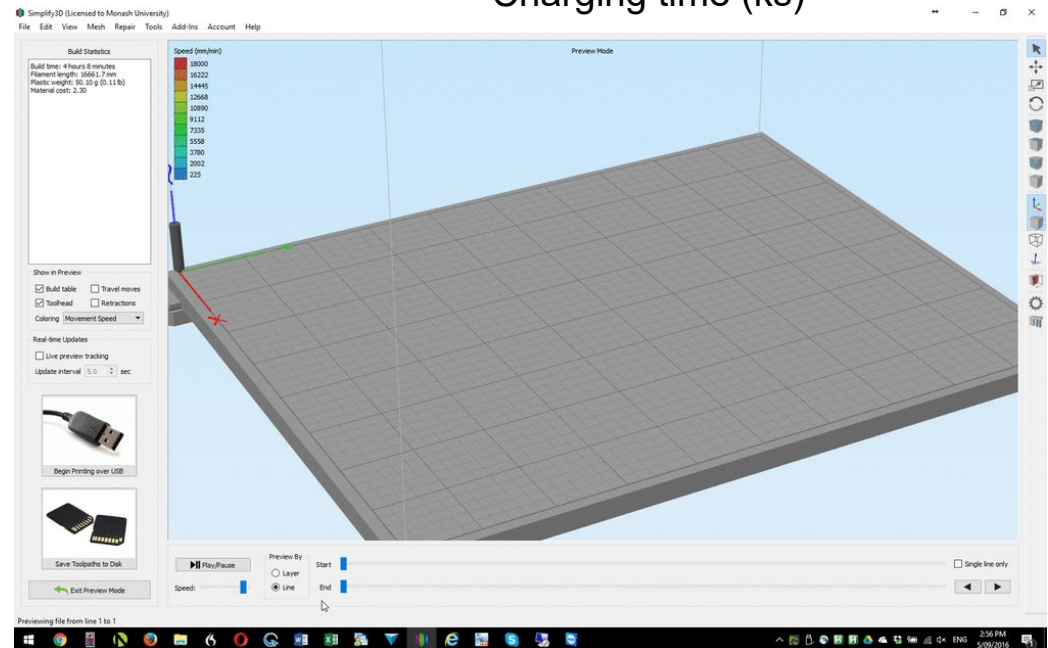 Charging time (ks)
Simplify3D (Licensed to Monash University)
File Edit View Mesh Repair Tools Add-Ins Account Help
Build Statistics
Build time: 4 hours 8 minutes
Filament length: 16661.7 mm
Plastic weight: 50.10 g (0.11 lb)
Material cost: 2.30
Speed (mm/min)
18000
16222
14445
12668
10890
9112
7335
5558
3780
2002
225
Preview Mode
Show in Preview
Build table Travel moves
Toolhead Retractions
Coloring Movement Speed
Real-time Updates
Live preview tracking
Update interval 5.0 sec
Begin Printing over USB
Save Toolpaths to Disk
Exit Preview Mode
Play/Pause
Speed:
Preview By
Layer
Line
Start
End
Single line only
Previewing file from line 1 to 1
ENG
2:56 PM
5/09/2016